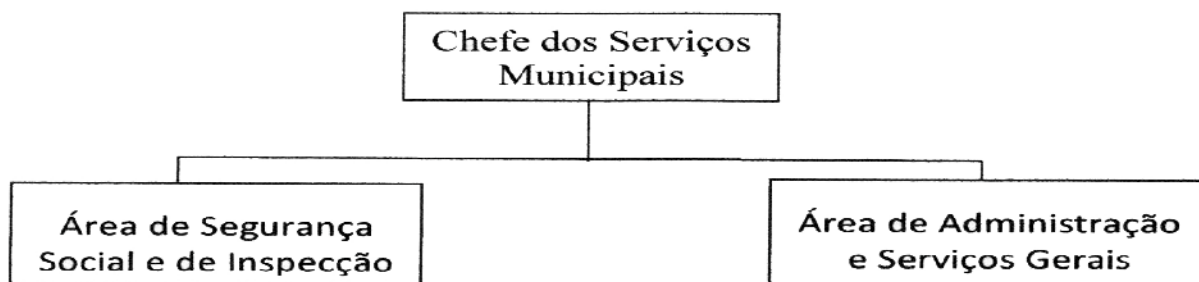 Chefe dos Serviços
Municipais
Área de Segurança
Social e de Inspecção
Área de Administração
e Serviços Gerais